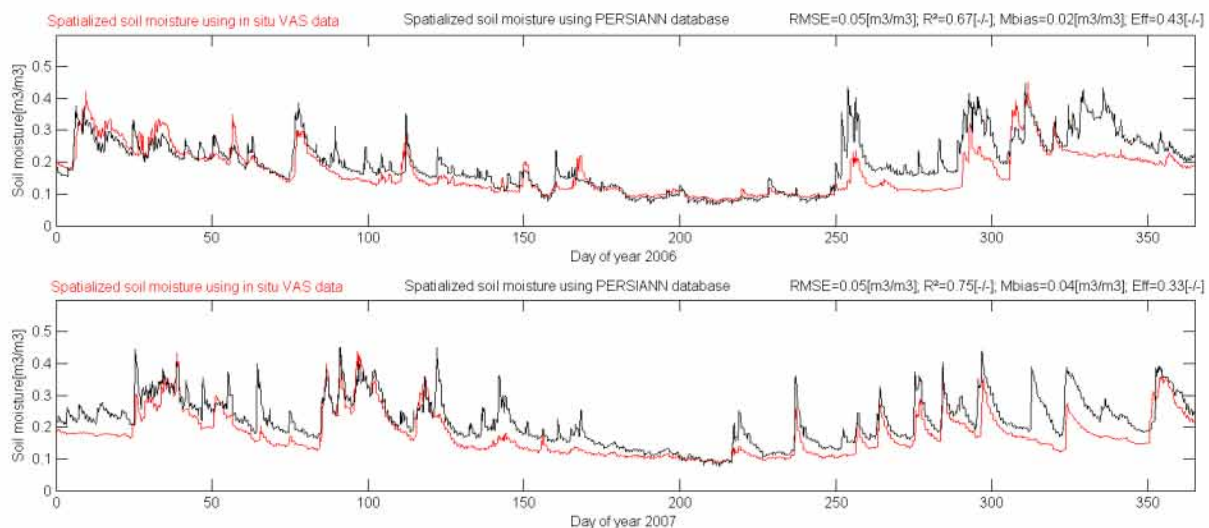 Spatialized soil moisture using in situ VAS data Spatialized soil moisture using PERSIANN database RMSE=0.05[m3/m3]; R²=0.67[-/-]; Mbias=0.02[m3/m3]; Eff=0.43[-/-]
Soil moisture[m3/m3]
0.5
0.4
0.3
0.2
0.1
0
0 50 100 150 200 250 300 350
Day of year 2006
Spatialized soil moisture using in situ VAS data Spatialized soil moisture using PERSIANN database RMSE=0.05[m3/m3]; R²=0.75[-/-]; Mbias=0.04[m3/m3]; Eff=0.33[-/-]
Soil moisture[m3/m3]
0.5
0.4
0.3
0.2
0.1
0
0 50 100 150 200 250 300 350
Day of year 2007